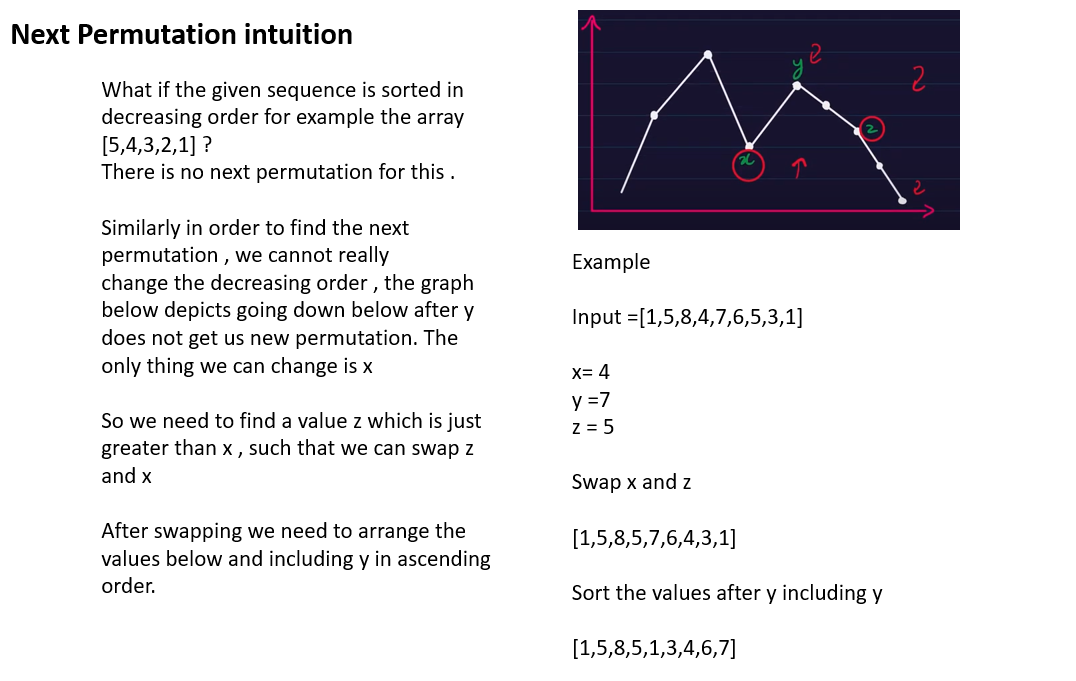 Next Permutation intuition
What if the given sequence is sorted in
decreasing order for example the array
[5,4,3,2,1] ?
There is no next permutation for this .
Similarly in order to find the next
permutation , we cannot really
change the decreasing order , the graph
below depicts going down below after y
does not get us new permutation. The
only thing we can change is x
So we need to find a value z which is just
greater than x , such that we can swap z
and x
After swapping we need to arrange the
values below and including y in ascending
order.
y z
z
z
x
z
Example
Input =[1,5,8,4,7,6,5,3,1]
x= 4
y =7
z = 5
Swap x and z
[1,5,8,5,7,6,4,3,1]
Sort the values after y including y
[1,5,8,5,1,3,4,6,7]